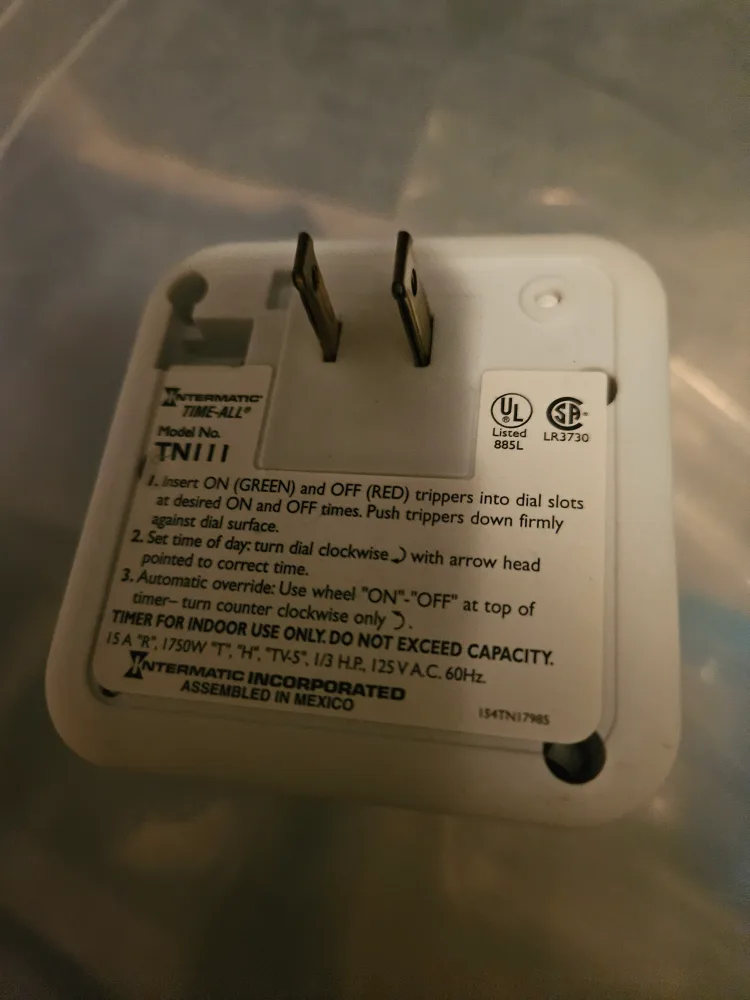 INTERMATIC®
TIME-ALL®
Model No.
TN111
UL
®
Listed
885L
SA
LR3730
1. Insert ON (GREEN) and OFF (RED) trippers into dial slots
at desired ON and OFF times. Push trippers down firmly
against dial surface.
2. Set time of day: turn dial clockwise with arrow head
pointed to correct time.
3. Automatic override: Use wheel "ON"-"OFF" at top of
timer– turn counter clockwise only .
TIMER FOR INDOOR USE ONLY. DO NOT EXCEED CAPACITY.
15 A "R", 1750W "T", "H", "TV-5", 1/3 H.P., 125 V A.C. 60Hz.
INTERMATIC INCORPORATED
ASSEMBLED IN MEXICO
154TN17985